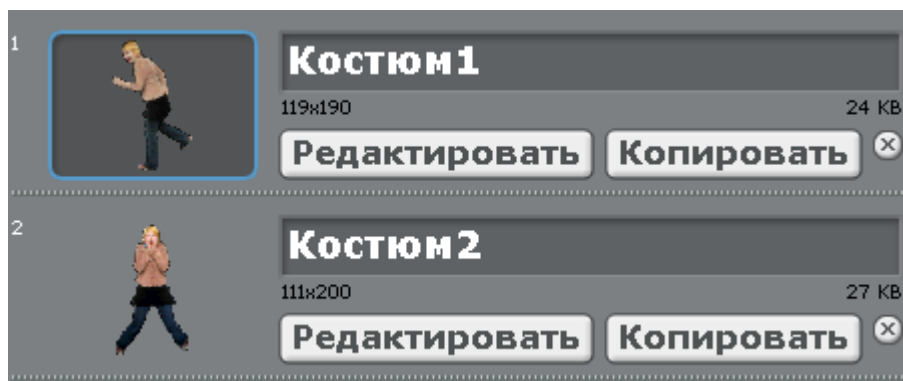 1
Костюм1
119x190 24 KB
Редактировать Копировать
2
Костюм2
111x200 27 KB
Редактировать Копировать